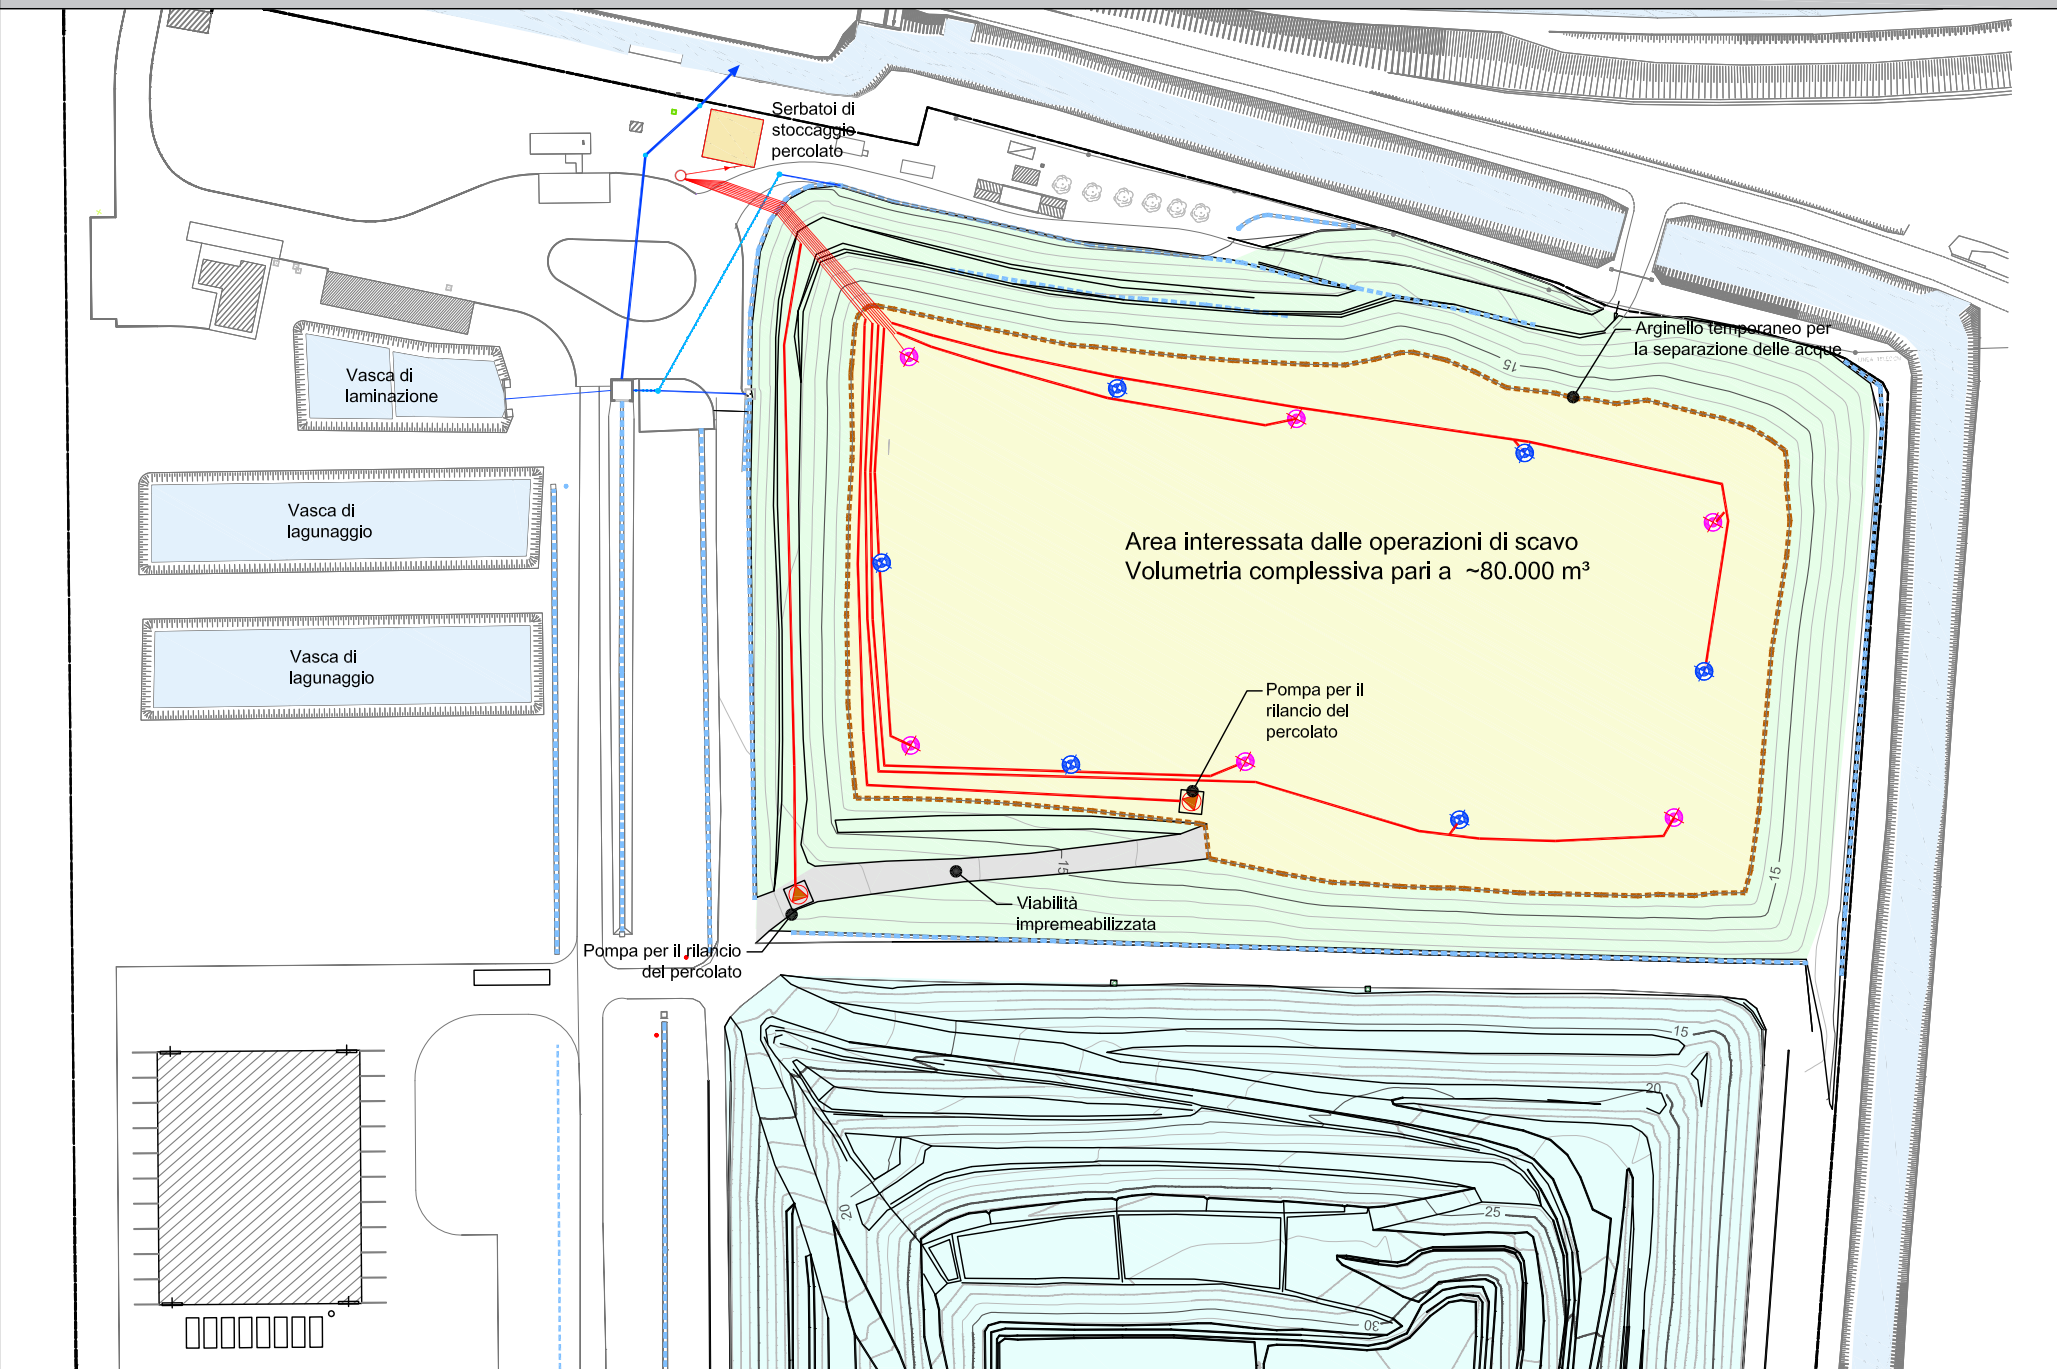 Serbatoi di
stoccaggio
percolato
Arginello temporaneo per
la separazione delle acque
15
Vasca di
laminazione
Vasca di
lagunaggio
Area interessata dalle operazioni di scavo
Volumetria complessiva pari a ~80.000 m³
Vasca di
lagunaggio
Pompa per il
rilancio del
percolato
15
15
Viabilità
impremeabilizzata
Pompa per il rilancio
del percolato
15
20
20
25
30